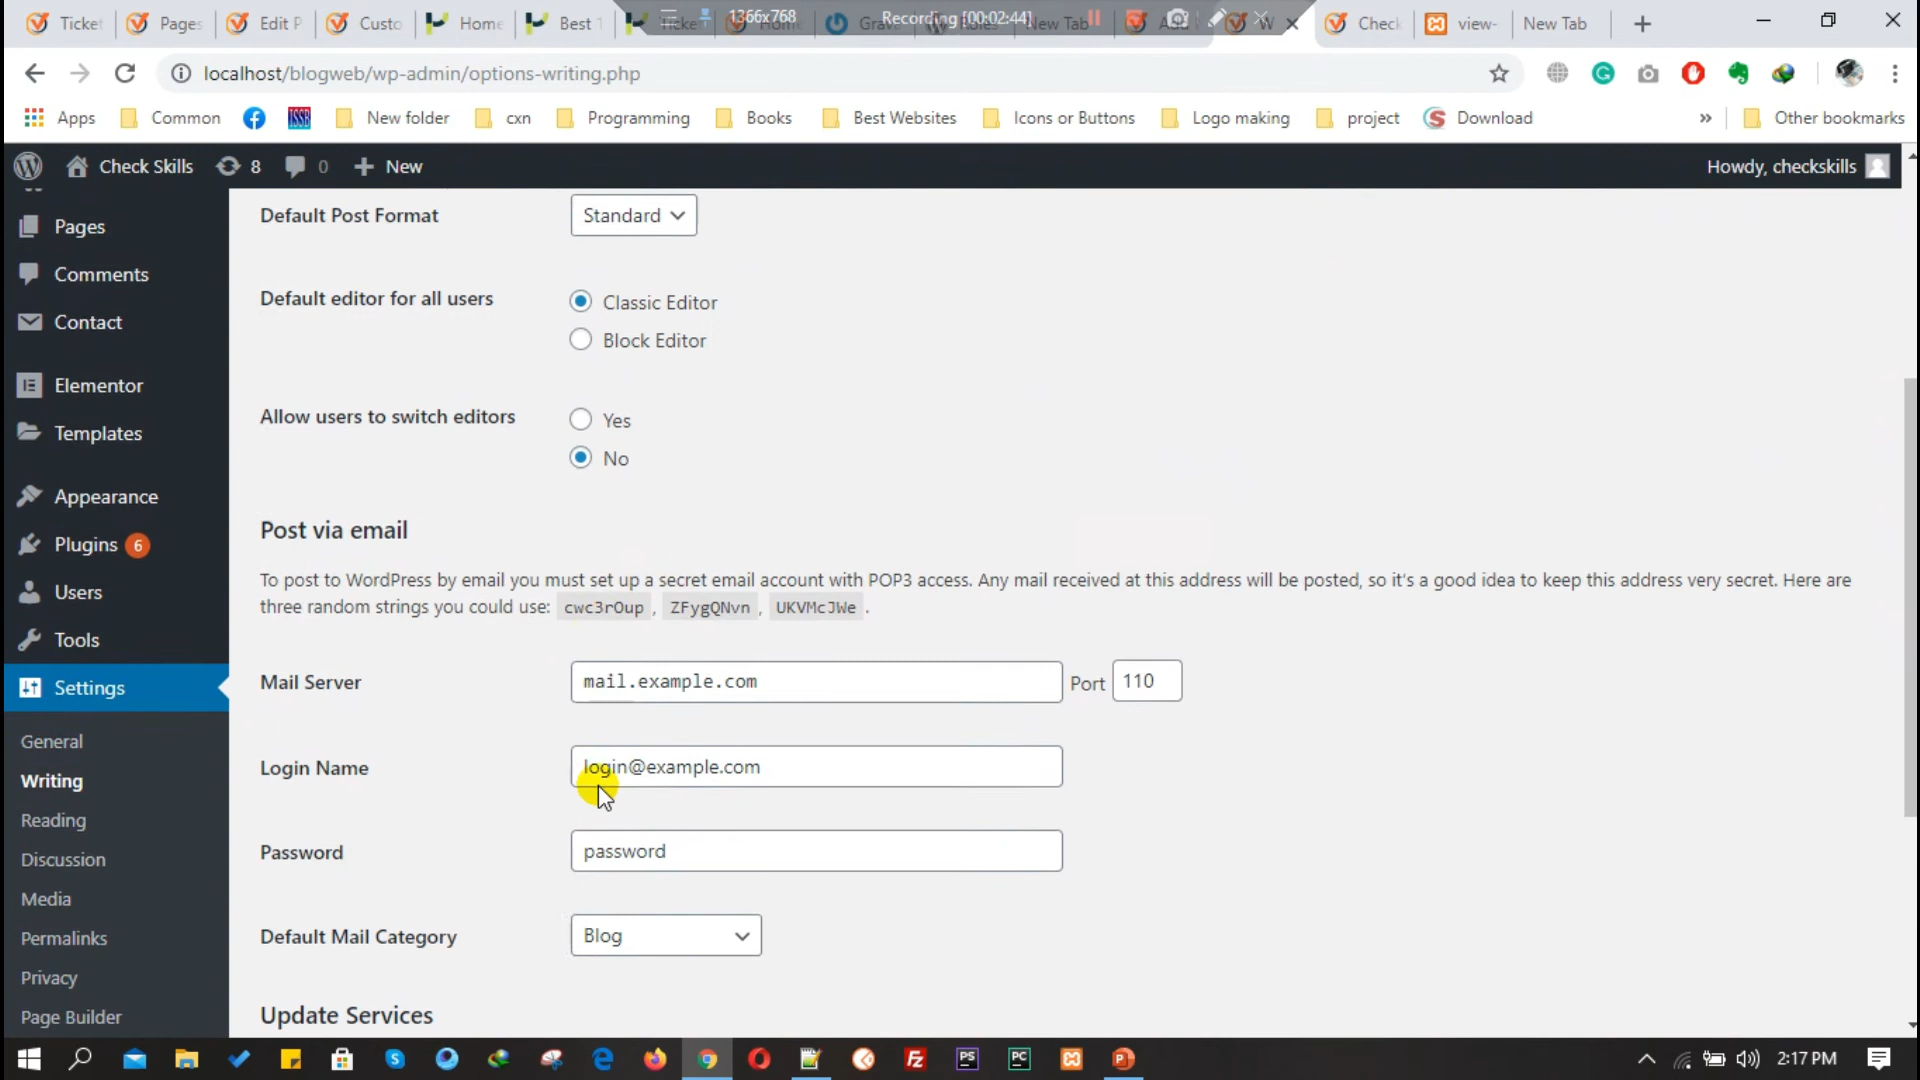 Ticket
Pages
Edit P
Custo
Home
Best T
1366x768
Recording [00:02:44]
New Tab
Check
view-
New Tab
localhost/blogweb/wp-admin/options-writing.php
Apps
Common
New folder
cxn
Programming
Books
Best Websites
Icons or Buttons
Logo making
project
Download
»
Other bookmarks
Check Skills
8
0
New
Howdy, checkskills
Pages
Comments
Contact
Elementor
Templates
Appearance
Plugins 6
Users
Tools
Settings
General
Writing
Reading
Discussion
Media
Permalinks
Privacy
Page Builder
Default Post Format
Standard
Default editor for all users
Classic Editor
Block Editor
Allow users to switch editors
Yes
No
Post via email
To post to WordPress by email you must set up a secret email account with POP3 access. Any mail received at this address will be posted, so it's a good idea to keep this address very secret. Here are
three random strings you could use: cwc3rOup , ZFygQNvn , UKVMcJWe .
Mail Server
mail.example.com
Port 110
Login Name
login@example.com
Password
password
Default Mail Category
Blog
Update Services
2:17 PM